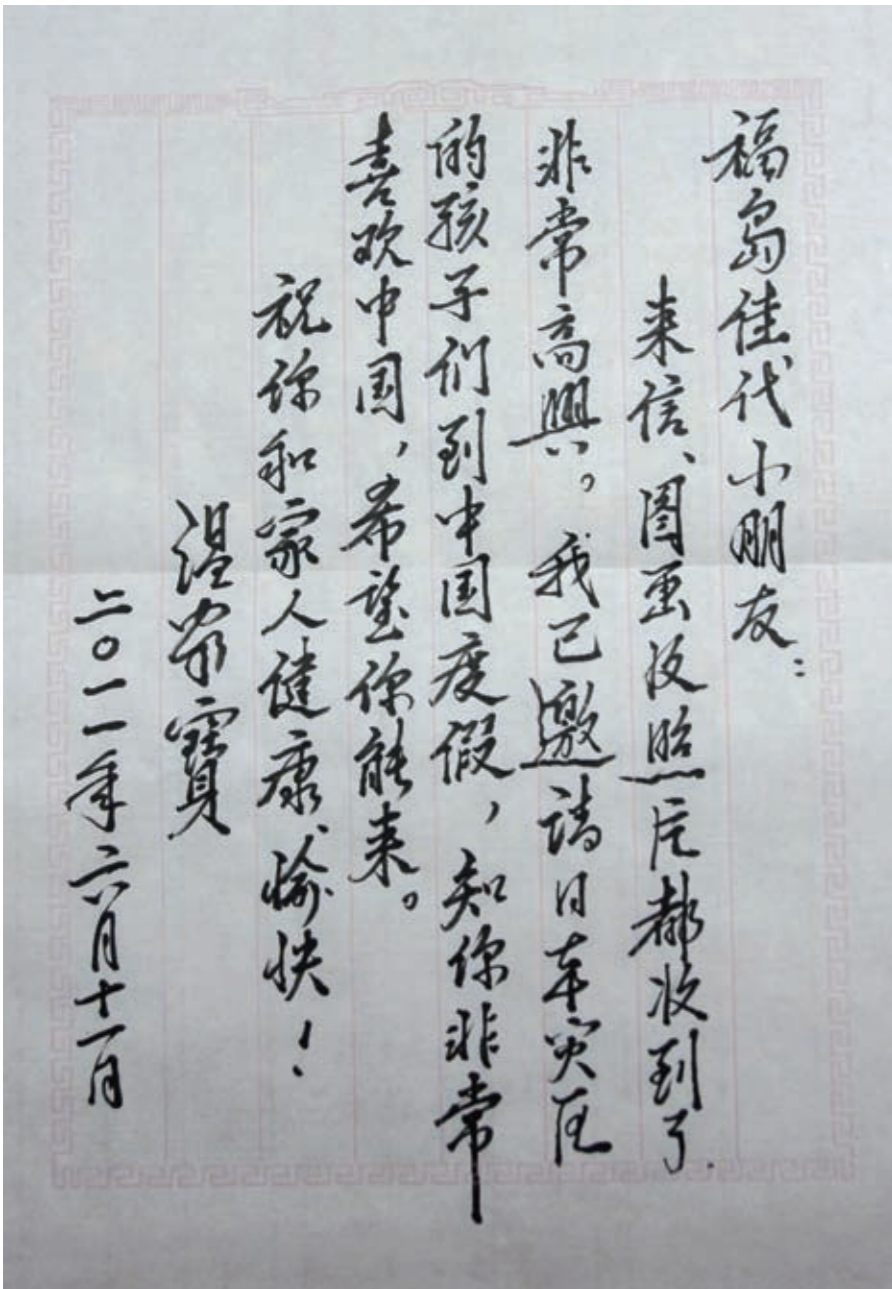 福島佳代小朋友：
来信、图画及照片都收到了
非常高興。我已邀请日本灾区
的孩子们到中国度假，知你非常
喜欢中国，希望你能来。
祝你和家人健康、愉快！
温家寶
二〇一一年六月十一日